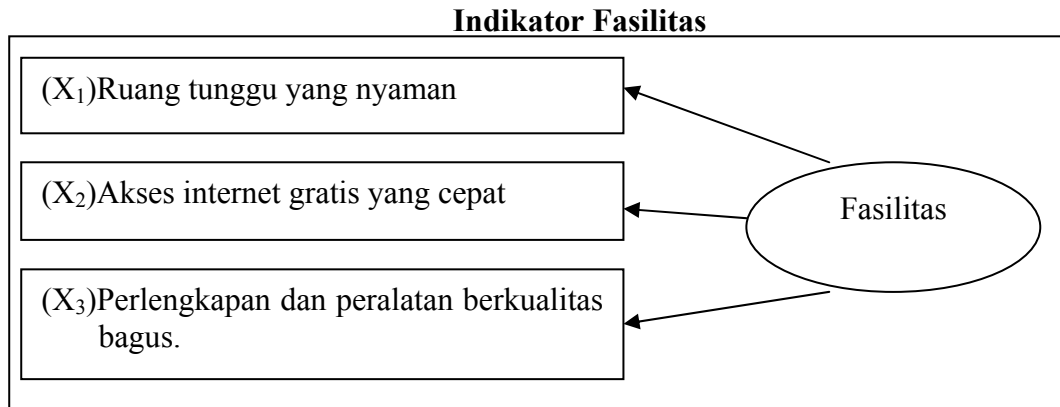 Indikator Fasilitas
(X₁)Ruang tunggu yang nyaman
(X₂)Akses internet gratis yang cepat
Fasilitas
(X₃)Perlengkapan dan peralatan berkualitas
bagus.